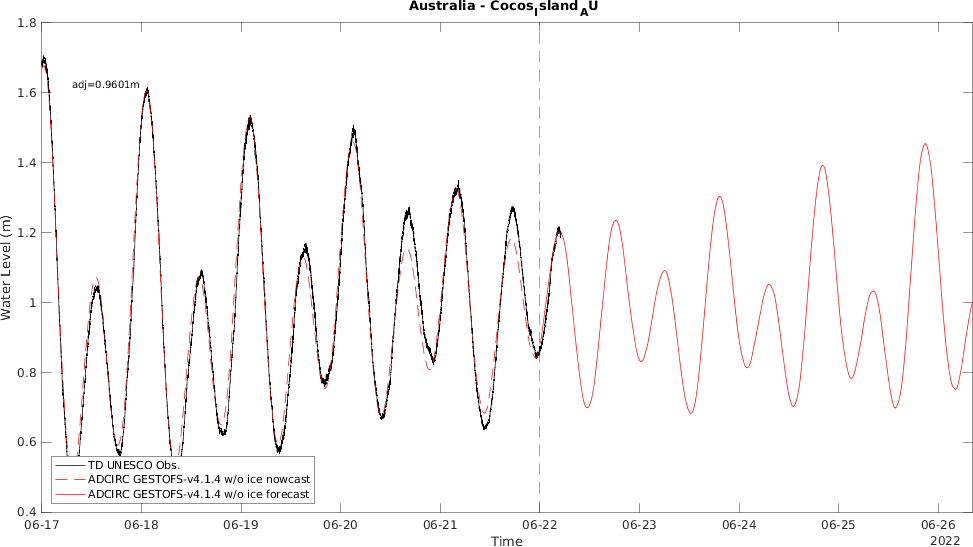 Australia - Cocos_Island_AU
adj=0.9601m
Water Level (m)
1.8
1.6
1.4
1.2
1
0.8
0.6
0.4
TD UNESCO Obs.
ADCIRC GESTOFS-v4.1.4 w/o ice nowcast
ADCIRC GESTOFS-v4.1.4 w/o ice forecast
06-17 06-18 06-19 06-20 06-21 06-22 06-23 06-24 06-25 06-26
Time
2022